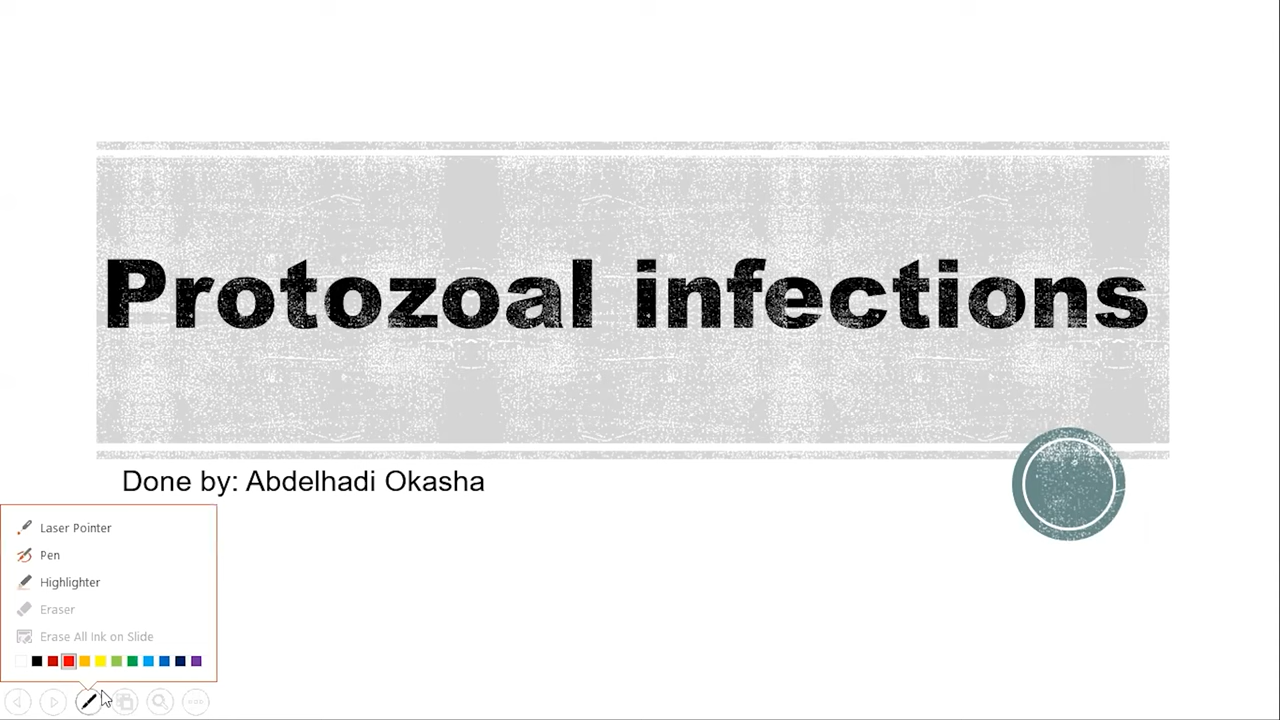 Protozoal infections
Done by: Abdelhadi Okasha
Laser Pointer
Pen
Highlighter
Eraser
Erase All Ink on Slide